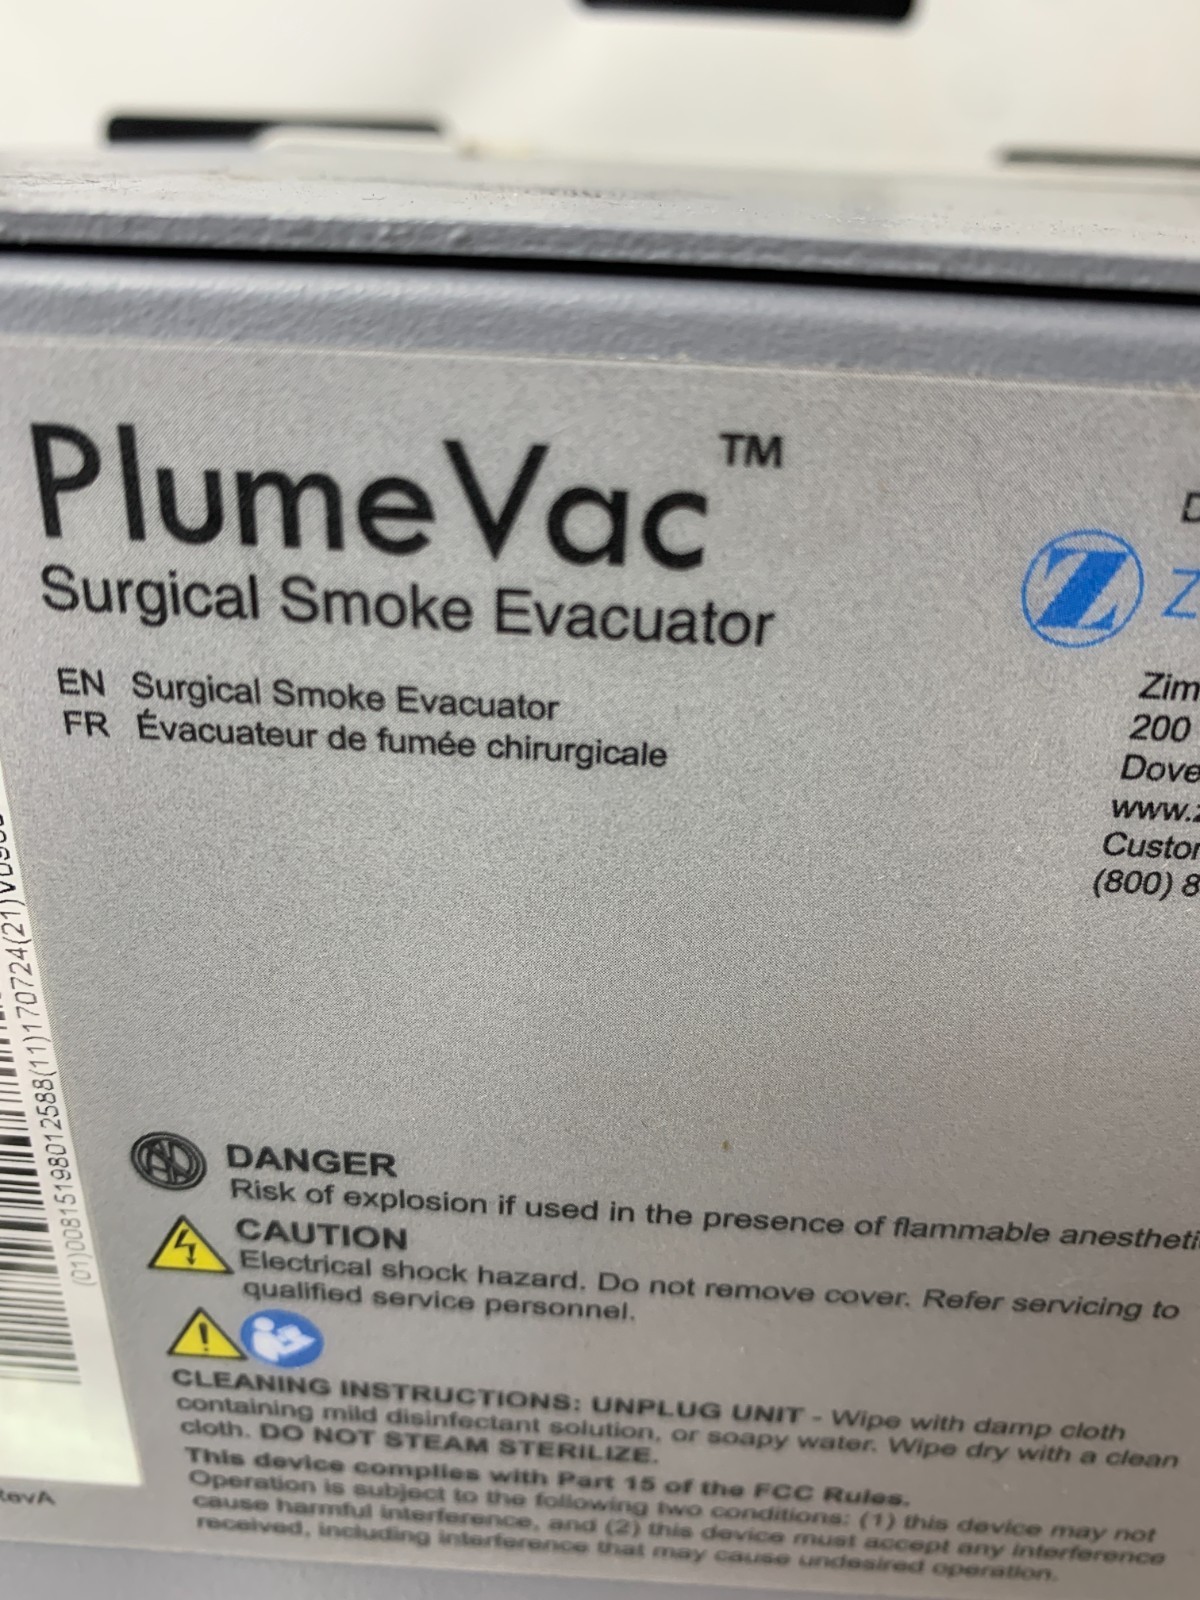 PlumeVac™
Surgical Smoke Evacuator
EN Surgical Smoke Evacuator
FR Évacuateur de fumée chirurgicale
Z
Z
Zim
200
Dove
www.z
Custor
(800) 8
(01)00815198012588(11)170724(21)V0
DANGER
Risk of explosion if used in the presence of flammable anestheti
CAUTION
Electrical shock hazard. Do not remove cover. Refer servicing to
qualified service personnel.
CLEANING INSTRUCTIONS: UNPLUG UNIT - Wipe with damp cloth
containing mild disinfectant solution, or soapy water. Wipe dry with a clean
cloth. DO NOT STEAM STERILIZE.
This device complies with Part 15 of the FCC Rules.
Operation is subject to the following two conditions: (1) this device may not
cause harmful interference, and (2) this device must accept any interference
received, including interference that may cause undesired operation.
RevA